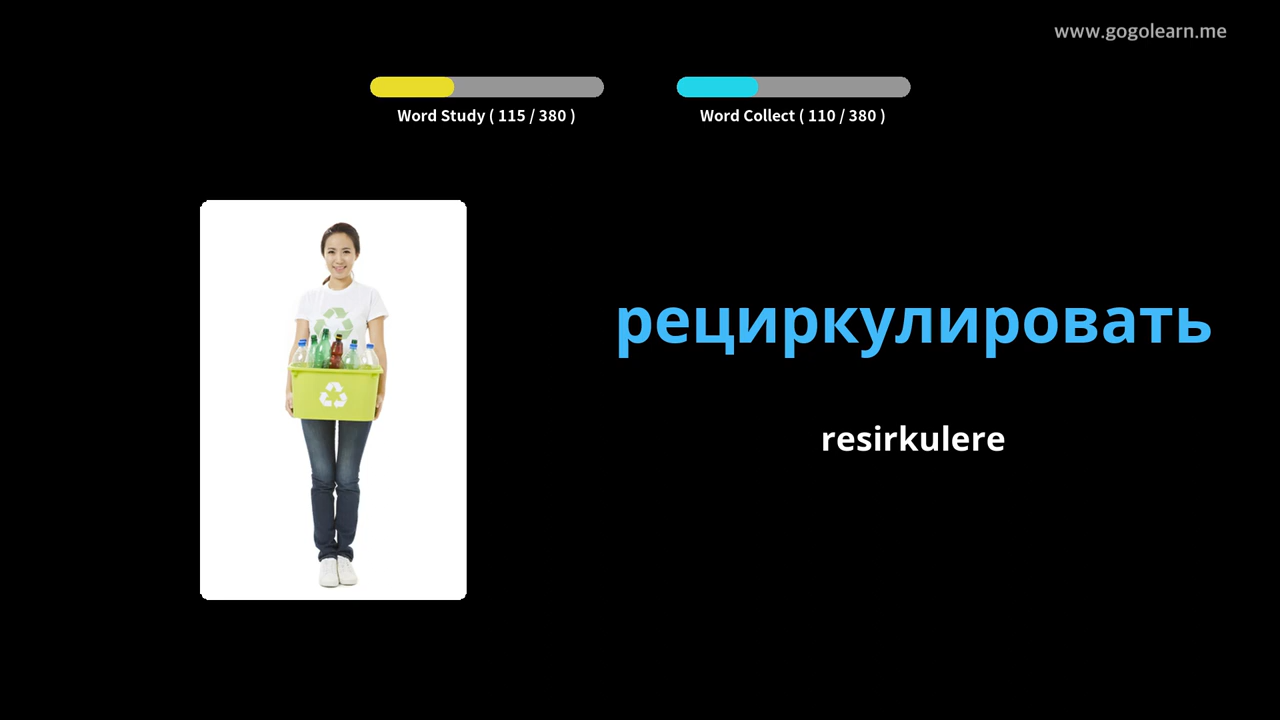 www.gogolearn.me
Word Study ( 115 / 380 )
Word Collect ( 110 / 380 )
рециркулировать
resirkulere